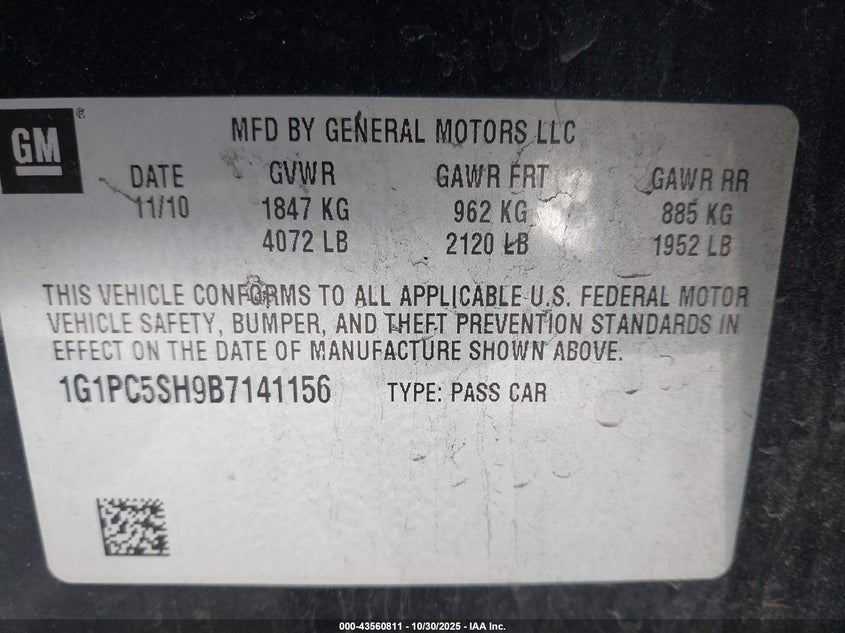 GM®
MFD BY GENERAL MOTORS LLC
DATE GVWR GAWR FRT GAWR RR
11/10 1847 KG 962 KG 885 KG
4072 LB 2120 LB 1952 LB
THIS VEHICLE CONFORMS TO ALL APPLICABLE U.S. FEDERAL MOTOR
VEHICLE SAFETY, BUMPER, AND THEFT PREVENTION STANDARDS IN
EFFECT ON THE DATE OF MANUFACTURE SHOWN ABOVE.
1G1PC5SH9B7141156 TYPE: PASS CAR
000-43560811 - 10/30/2025 - IAA Inc.